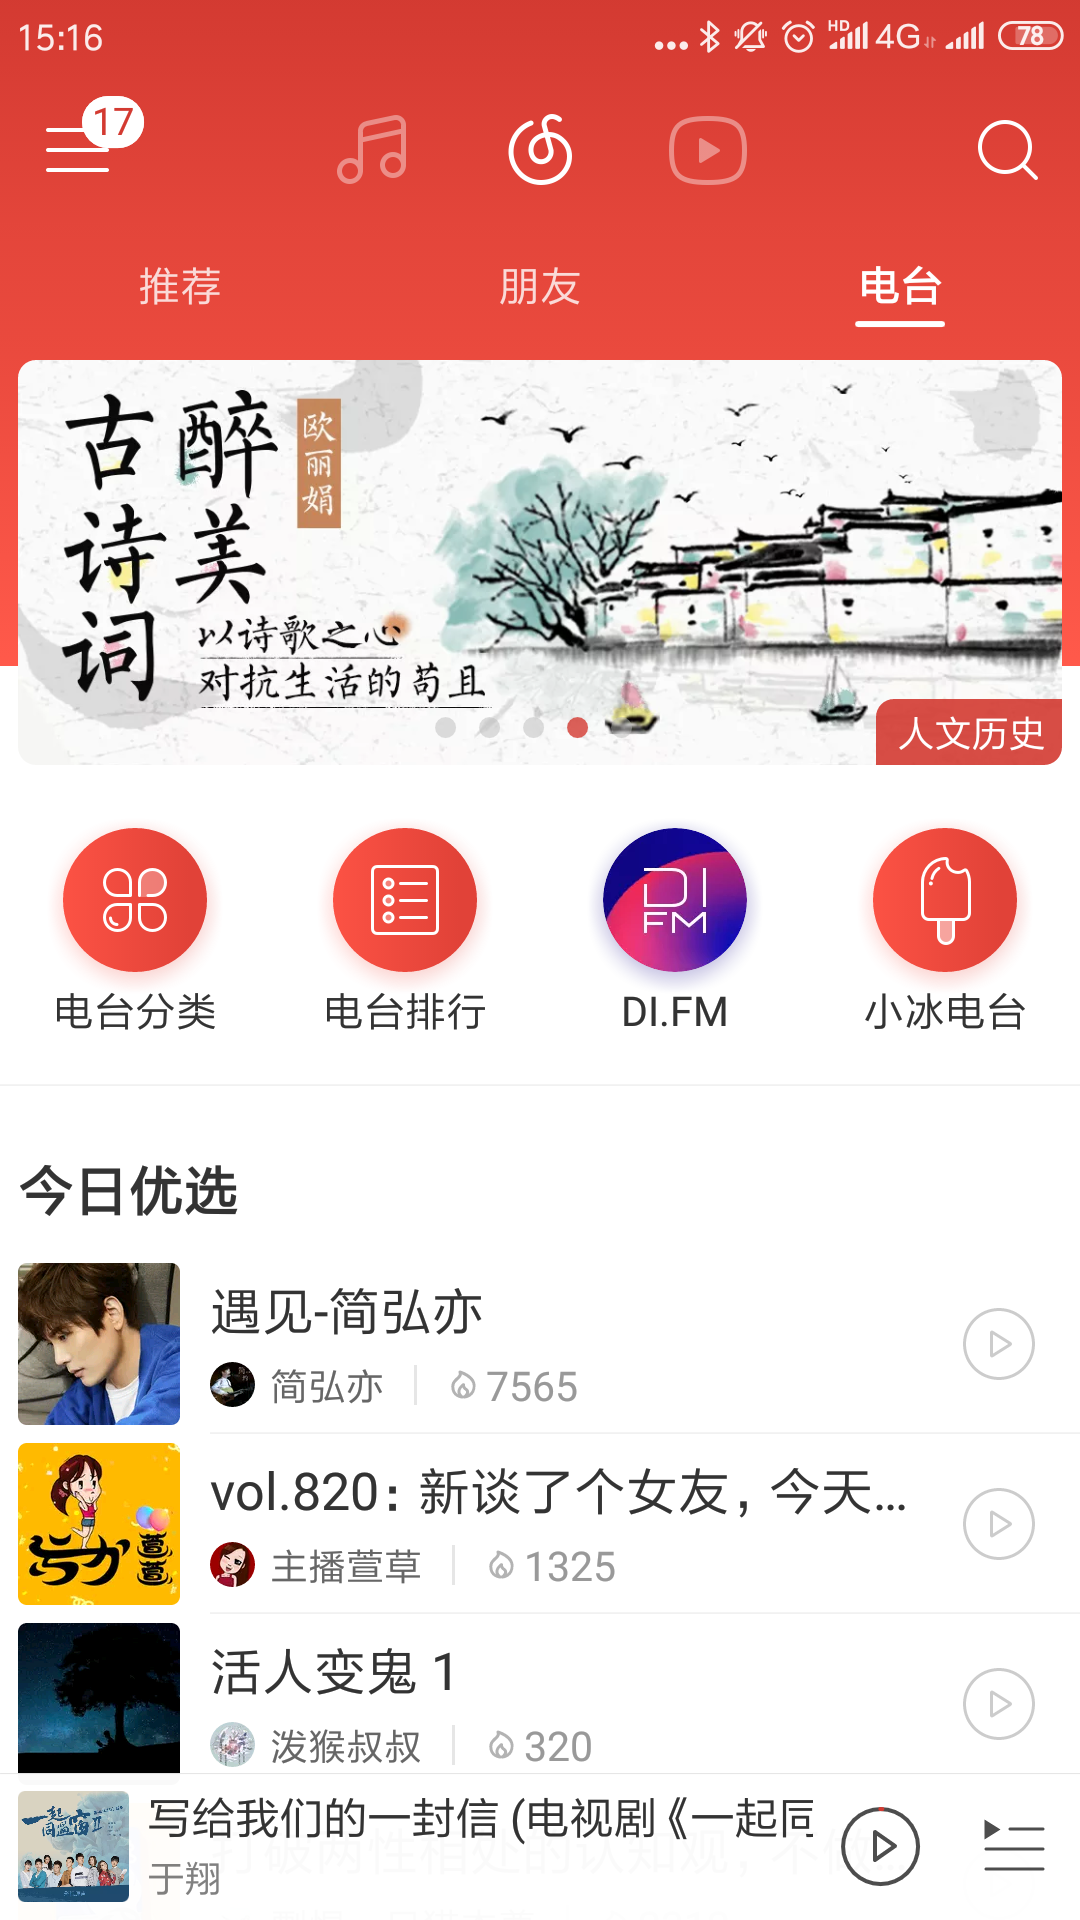 15:16
HD
4G
78
17
推荐
朋友
电台
醉美
古诗词
欧丽娟
以诗歌之心
对抗生活的苟且
人文历史
DI
FM
电台分类
电台排行
DI.FM
小冰电台
今日优选
遇见-简弘亦
简弘亦
7565
vol.820：新谈了个女友，今天...
主播萱草
1325
活人变鬼 1
泼猴叔叔
320
写给我们的一封信 (电视剧《一起同
于翔